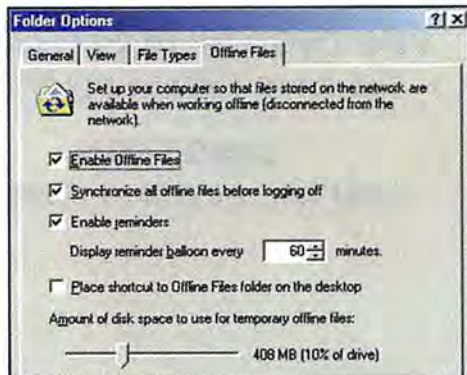 Folder Options
General View File Types Offline Files
Set up your computer so that files stored on the network are
available when working offline (disconnected from the
network).
Enable Offline Files
Synchronize all offline files before logging off
Enable reminders
Display reminder balloon every 60 minutes.
Place shortcut to Offline Files folder on the desktop
Amount of disk space to use for temporary offline files:
408 MB (10% of drive)